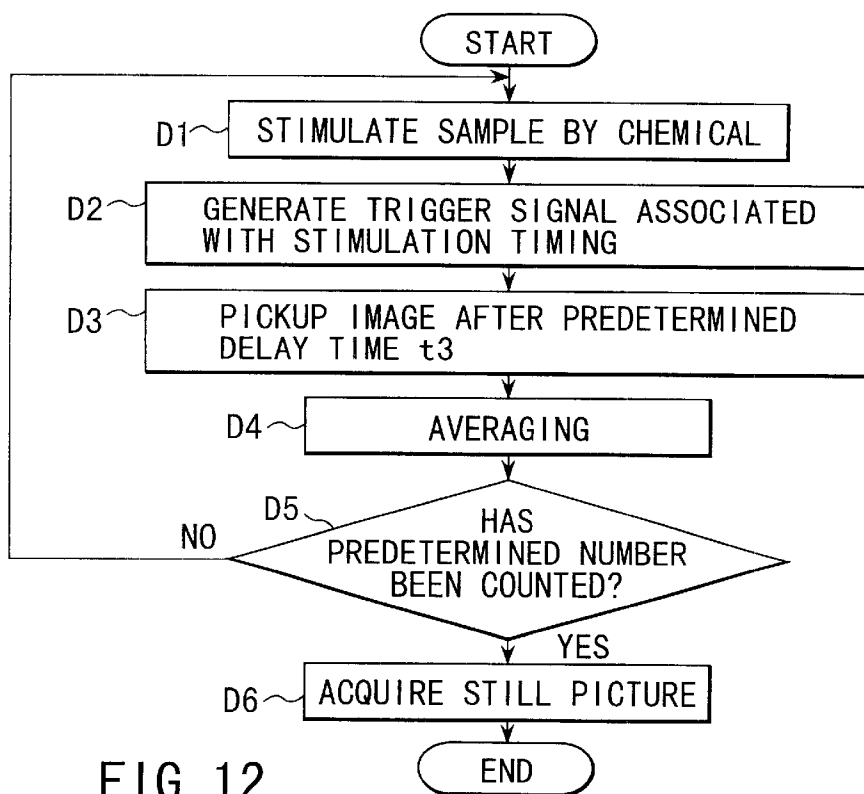 START
D1
STIMULATE SAMPLE BY CHEMICAL
D2
GENERATE TRIGGER SIGNAL ASSOCIATED
WITH STIMULATION TIMING
D3
PICKUP IMAGE AFTER PREDETERMINED
DELAY TIME t3
D4
AVERAGING
D5
HAS
PREDETERMINED NUMBER
BEEN COUNTED?
NO
YES
D6
ACQUIRE STILL PICTURE
END
FIG. 12